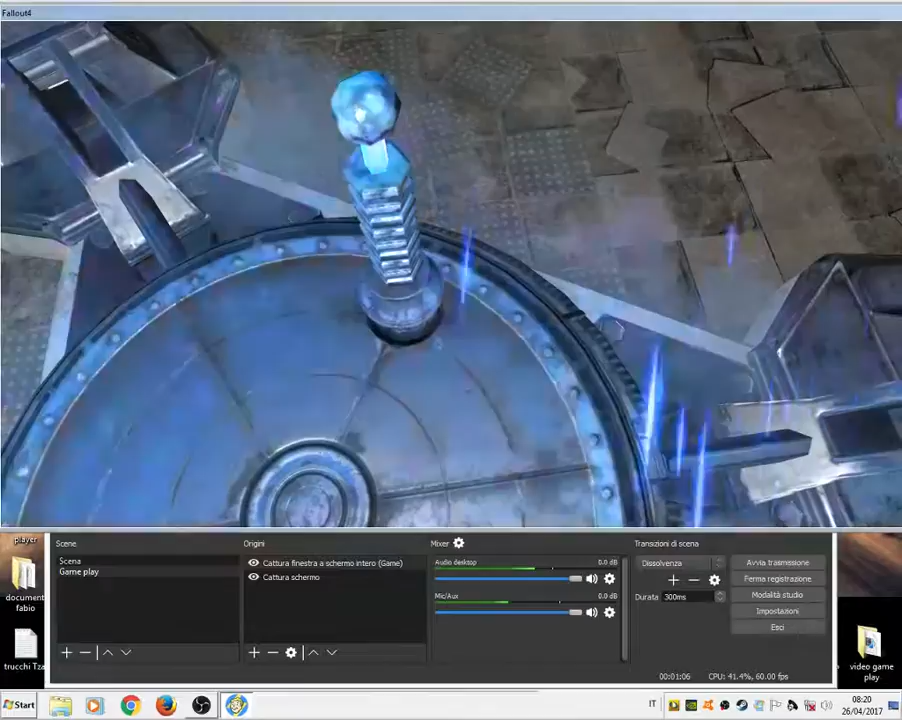 Fallout4
player
document
fabio
trucchi Tza
Scene
Scena
Game play
Origini
Cattura finestra a schermo intero (Game)
Cattura schermo
Mixer
Audio desktop
0.0 dB
Mic/Aux
0.0 dB
Transizioni di scena
Dissolvenza
Durata 300ms
Avvia trasmissione
Ferma registrazione
Modalità studio
Impostazioni
Esci
00:01:06
CPU: 41.4%, 60.00 fps
video game
play
Start
IT
08:20
26/04/2017